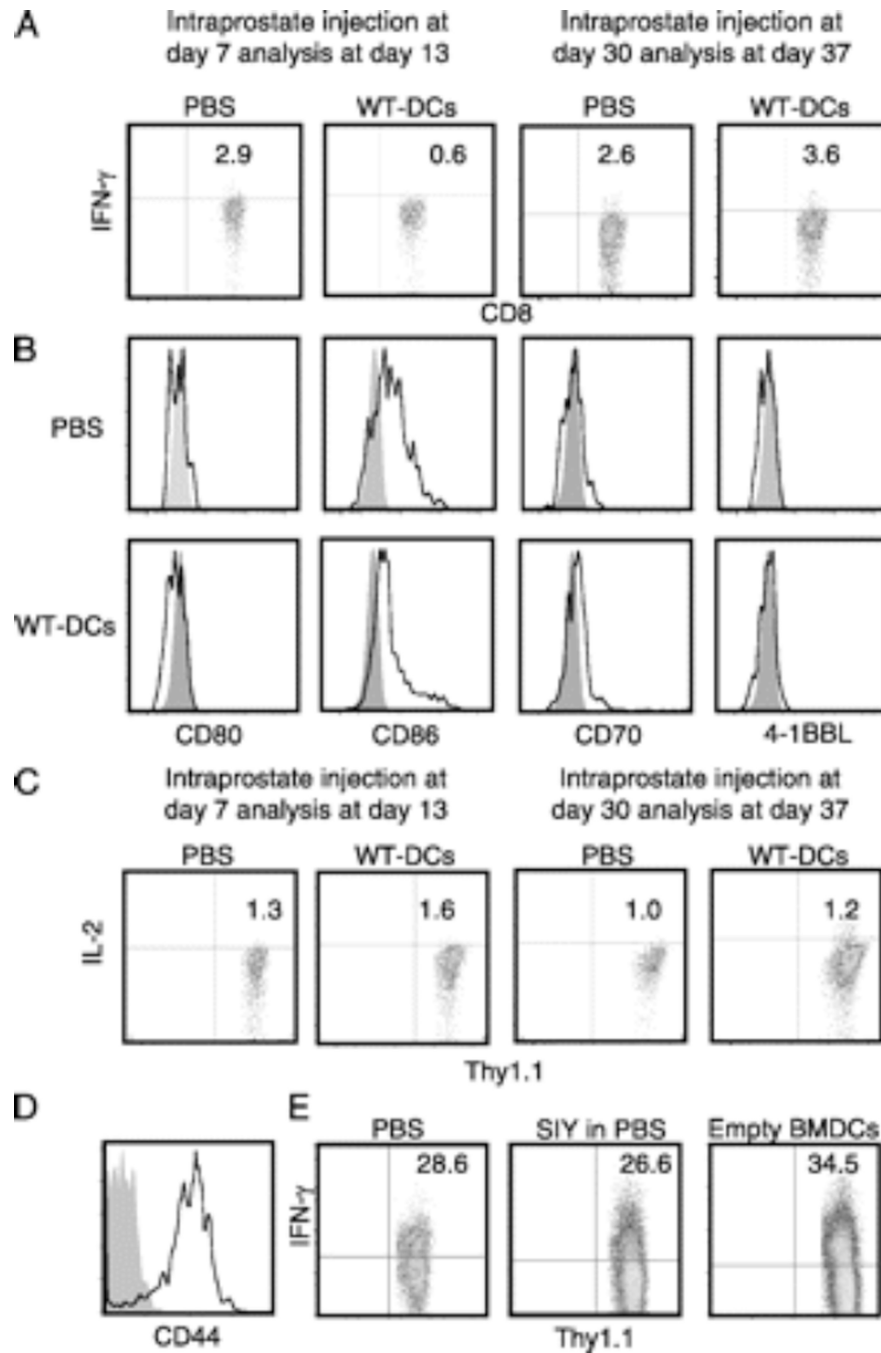 A
Intraprostate injection at
day 7 analysis at day 13
Intraprostate injection at
day 30 analysis at day 37
PBS
WT-DCs
PBS
WT-DCs
2.9
0.6
2.6
3.6
IFN-γ
CD8
B
PBS
WT-DCs
CD80
CD86
CD70
4-1BBL
C
Intraprostate injection at
day 7 analysis at day 13
Intraprostate injection at
day 30 analysis at day 37
PBS
WT-DCs
PBS
WT-DCs
1.3
1.6
1.0
1.2
IL-2
Thy1.1
D
CD44
E
PBS
SIY in PBS
Empty BMDCs
28.6
26.6
34.5
IFN-γ
Thy1.1